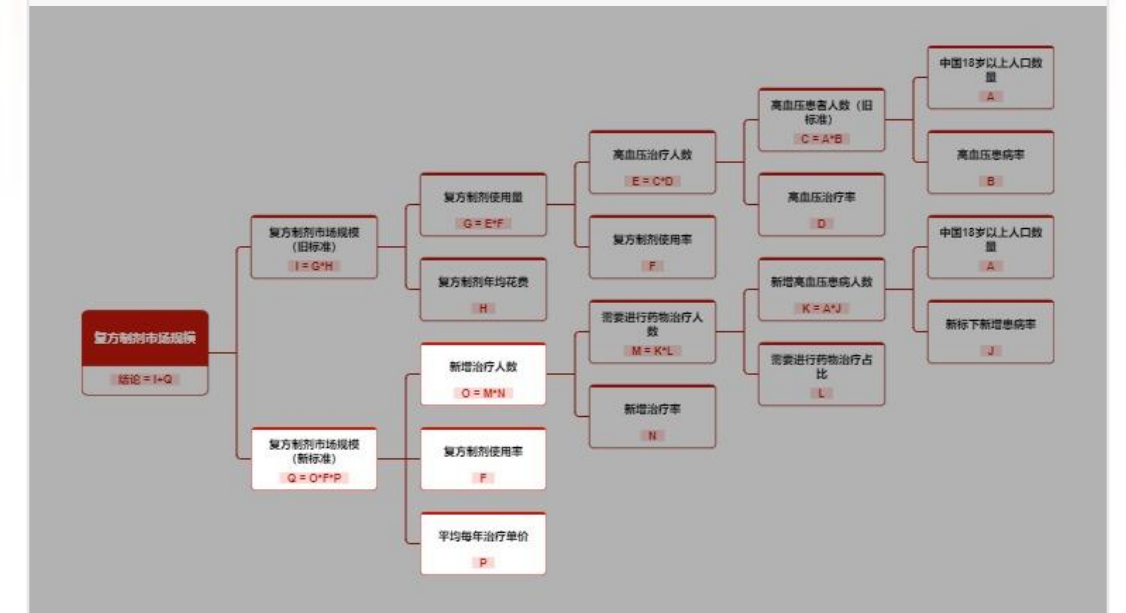 中国18岁以上人口数
量
A
高血压患者人数（旧
标准）
C = A*B
高血压患病率
B
高血压治疗人数
E = C*D
高血压治疗率
D
复方制剂使用量
G = E*F
复方制剂使用率
F
复方制剂市场规模
（旧标准）
I = G*H
复方制剂年均花费
H
复方制剂市场规模
结论 = I+Q
中国18岁以上人口数
量
A
新增高血压患病人数
K = A*J
新标下新增患病率
J
需要进行药物治疗人
数
M = K*L
需要进行药物治疗占
比
L
新增治疗人数
O = M*N
新增治疗率
N
复方制剂市场规模
（新标准）
Q = O*F*P
复方制剂使用率
F
平均每年治疗单价
P